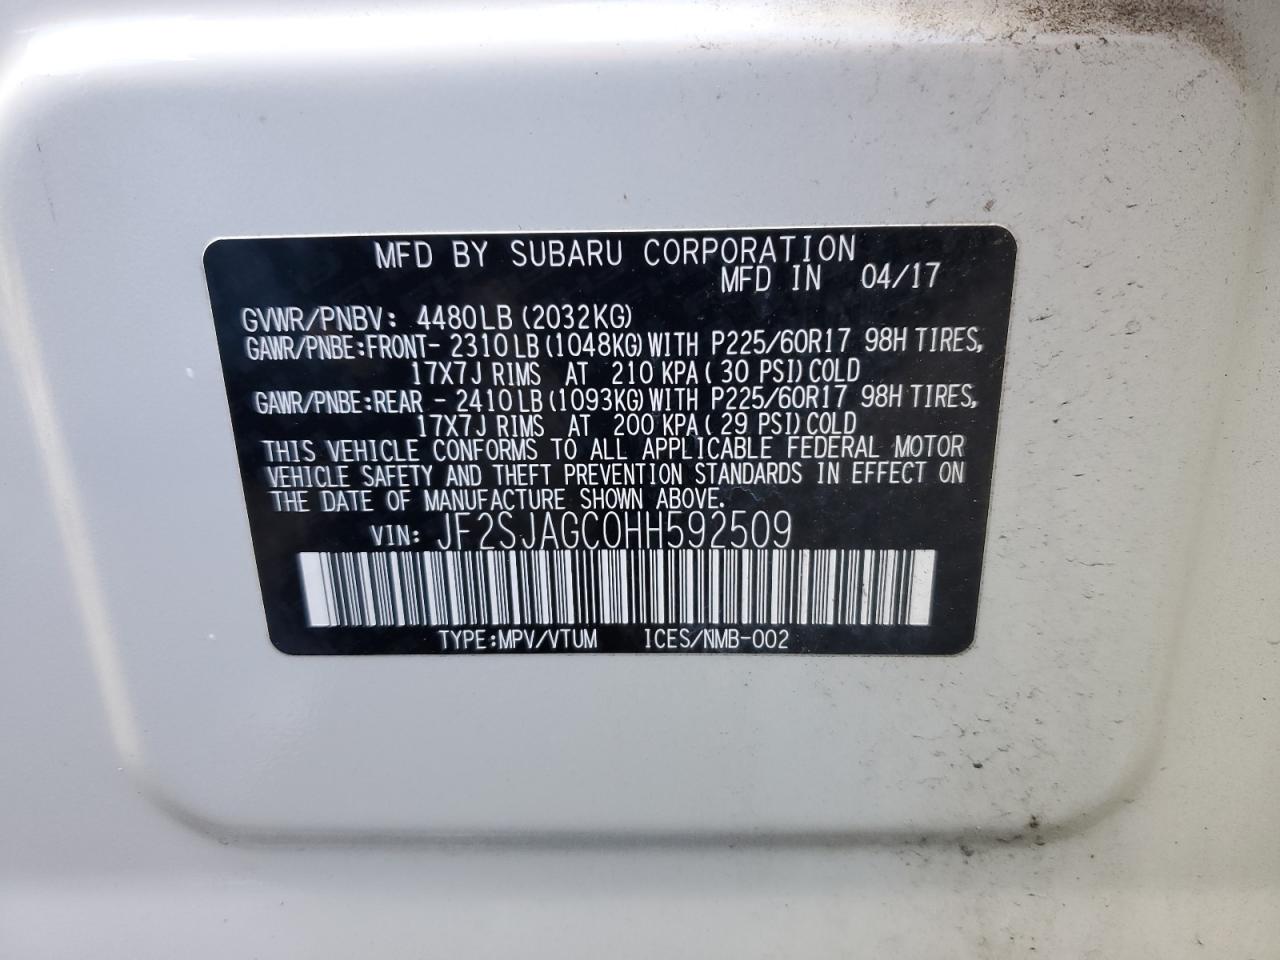 MFD BY SUBARU CORPORATION
MFD IN 04/17
GVWR/PNBV: 4480LB (2032KG)
GAWR/PNBE:FRONT- 2310 LB (1048KG) WITH P225/60R17 98H TIRES,
17X7J RIMS AT 210 KPA ( 30 PSI) COLD
GAWR/PNBE:REAR - 2410 LB (1093KG) WITH P225/60R17 98H TIRES,
17X7J RIMS AT 200 KPA ( 29 PSI) COLD
THIS VEHICLE CONFORMS TO ALL APPLICABLE FEDERAL MOTOR
VEHICLE SAFETY AND THEFT PREVENTION STANDARDS IN EFFECT ON
THE DATE OF MANUFACTURE SHOWN ABOVE.
VIN: JF2SJAGC0HH592509
TYPE:MPV/VTUM ICES/NMB-002